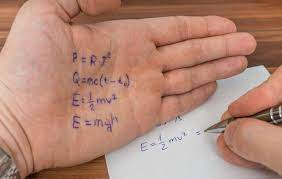 P = R I²
Q = mc(t - t₀)
E = ½ mv²
E = mgh
E = ½ mv² =